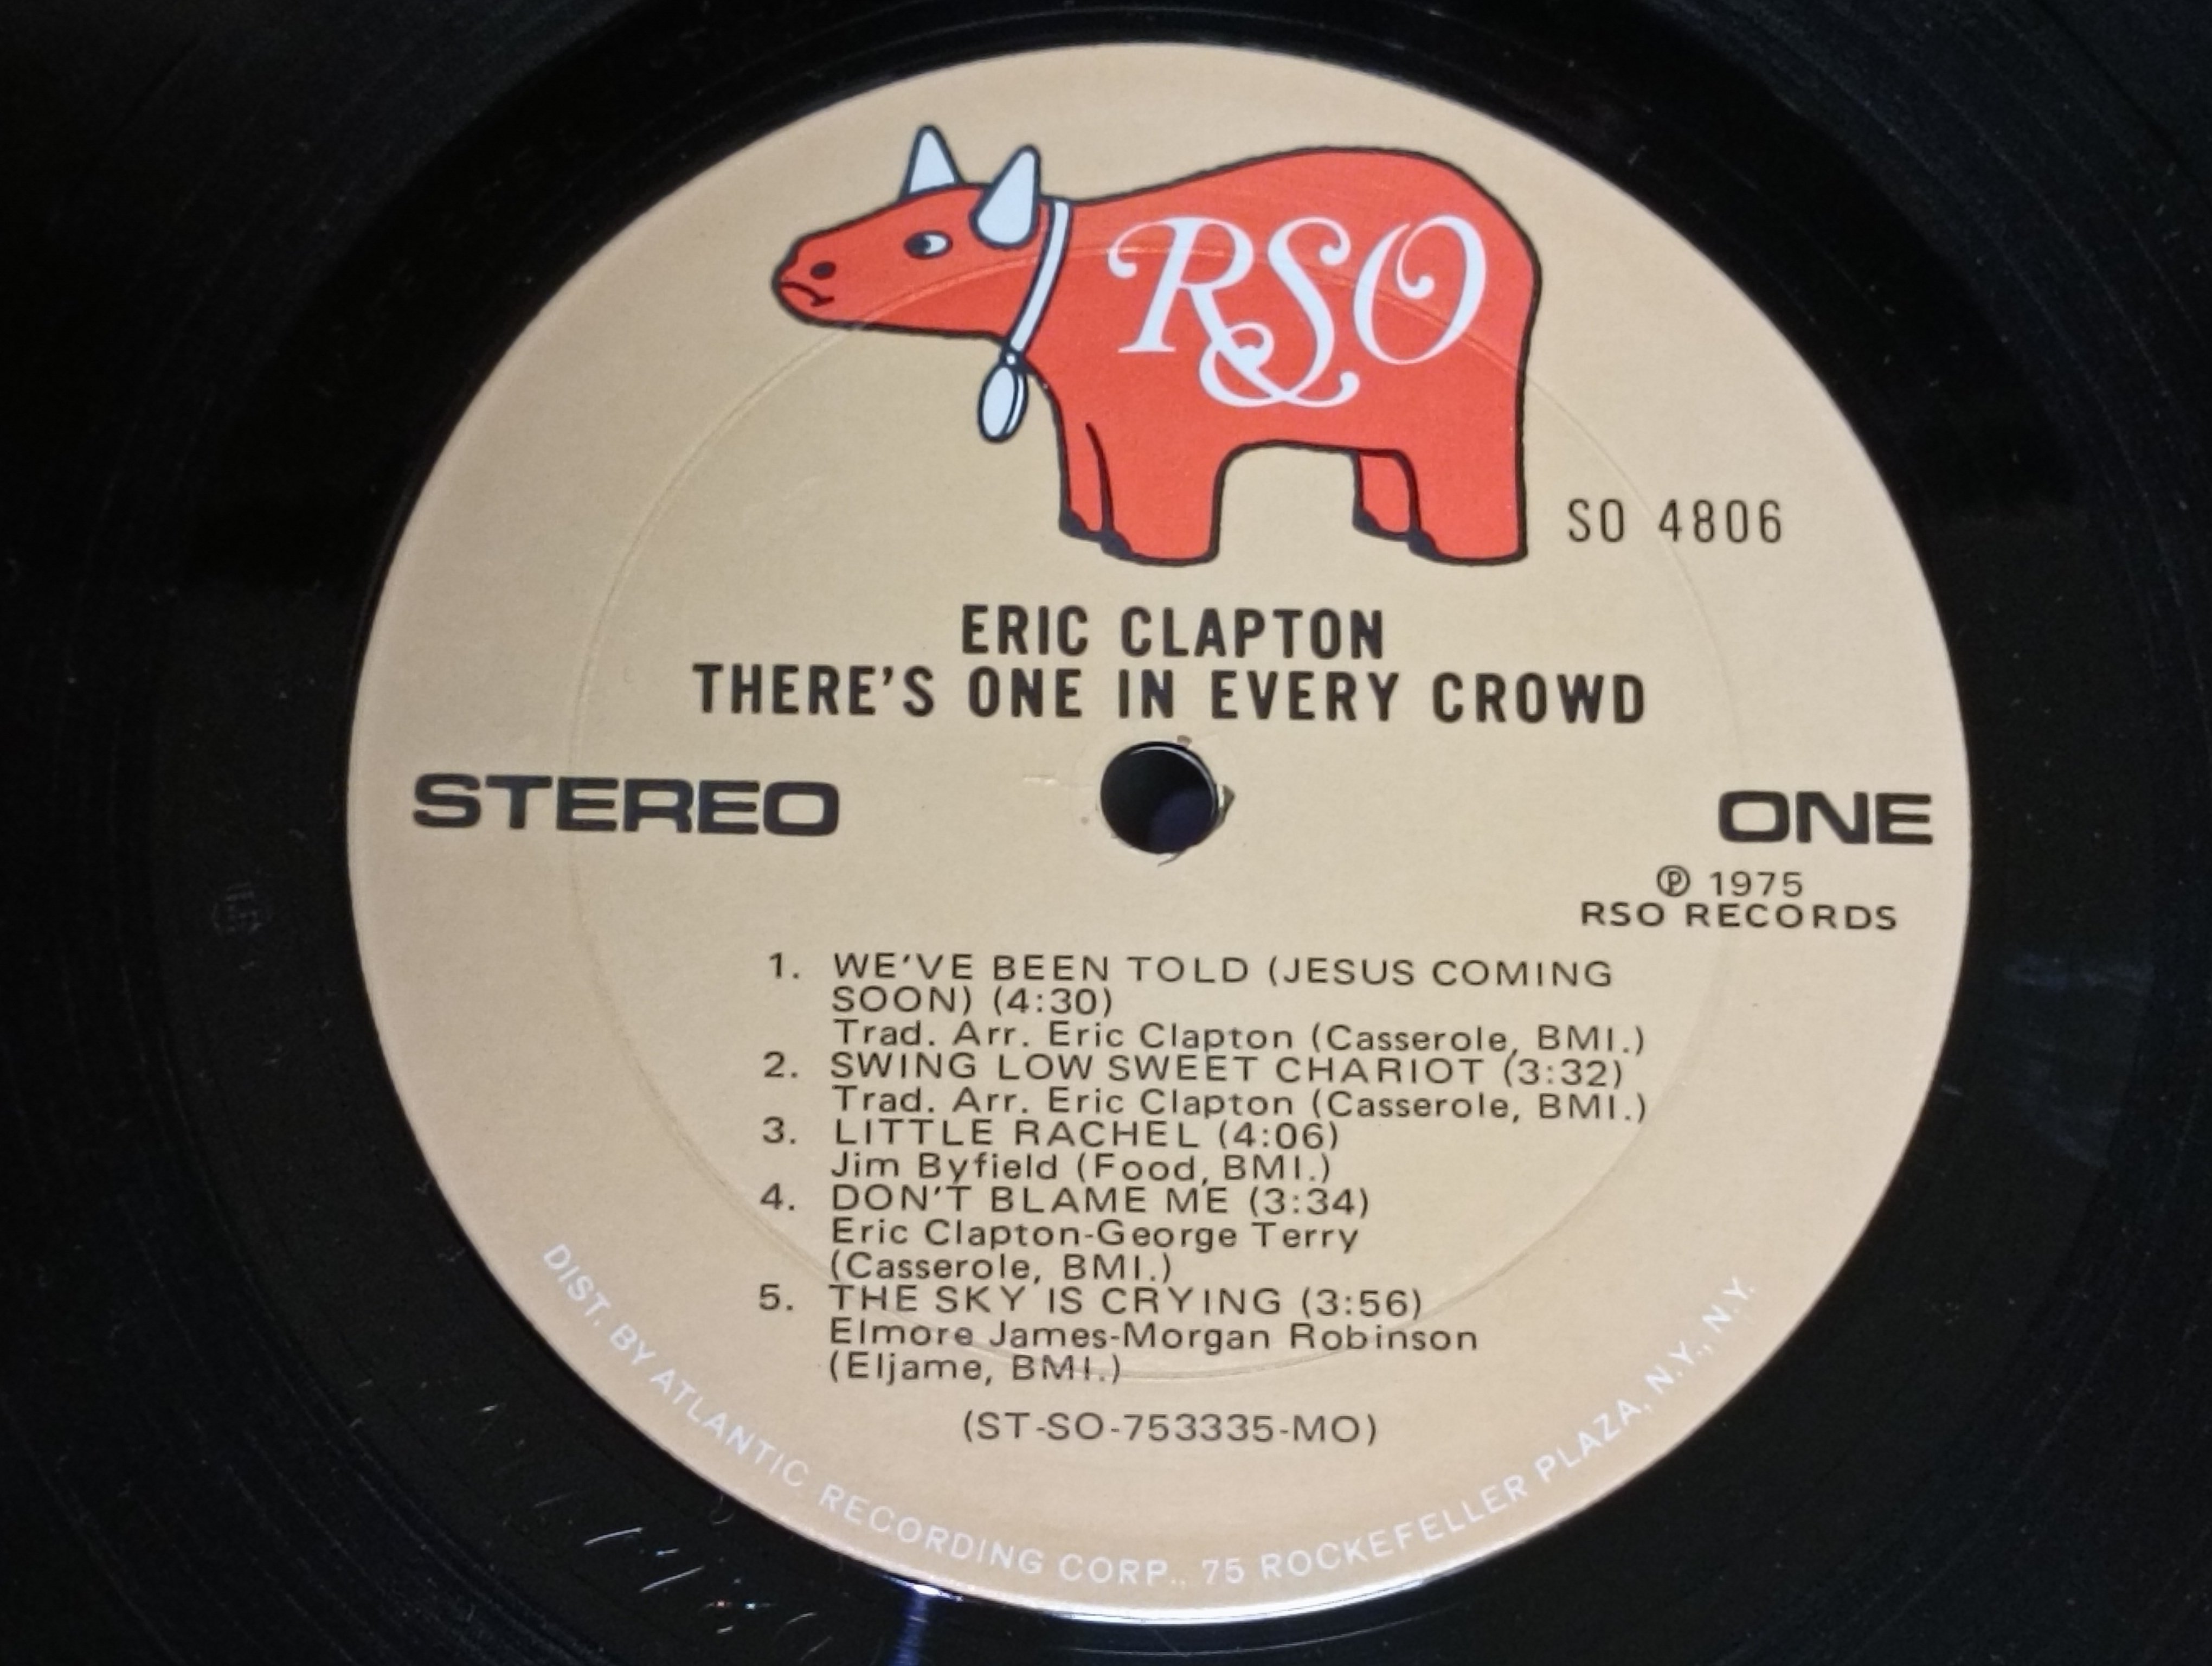 RSO
SO 4806
ERIC CLAPTON
THERE'S ONE IN EVERY CROWD
STEREO
ONE
℗ 1975
RSO RECORDS
1. WE'VE BEEN TOLD (JESUS COMING
SOON) (4:30)
Trad. Arr. Eric Clapton (Casserole, BMI.)
2. SWING LOW SWEET CHARIOT (3:32)
Trad. Arr. Eric Clapton (Casserole, BMI.)
3. LITTLE RACHEL (4:06)
Jim Byfield (Food, BMI.)
4. DON'T BLAME ME (3:34)
Eric Clapton-George Terry
(Casserole, BMI.)
5. THE SKY IS CRYING (3:56)
Elmore James-Morgan Robinson
(Eljame, BMI.)
(ST-SO-753335-MO)
DIST. BY ATLANTIC RECORDING CORP., 75 ROCKEFELLER PLAZA, N.Y., N.Y.